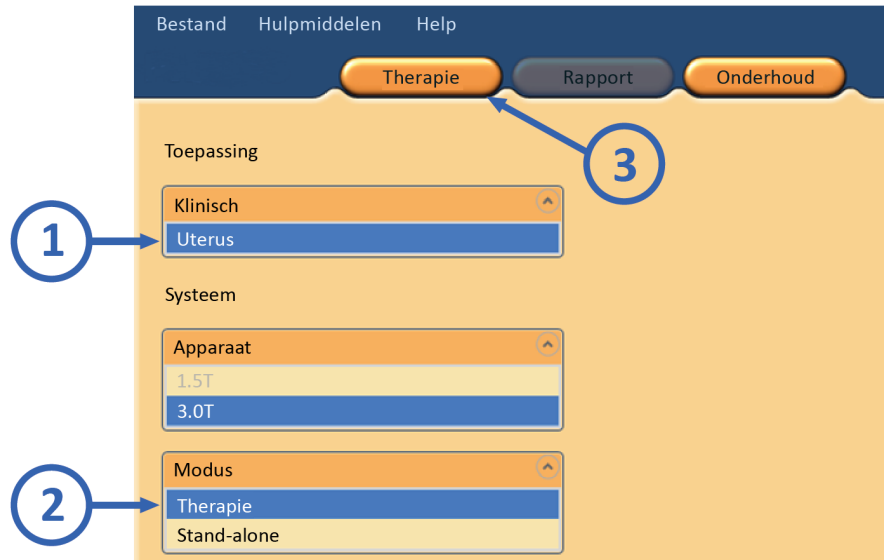 Bestand Hulpmiddelen Help
Therapie Rapport Onderhoud
Toepassing
3
Klinisch
1
Uterus
Systeem
Apparaat
1.5T
3.0T
Modus
2
Therapie
Stand-alone